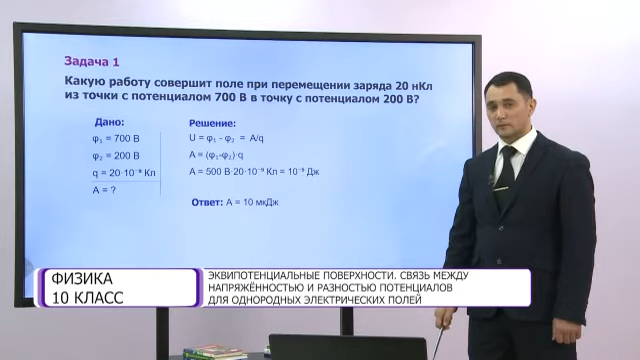 Задача 1
Какую работу совершит поле при перемещении заряда 20 нКл
из точки с потенциалом 700 В в точку с потенциалом 200 В?
Дано:
φ₁ = 700 В
φ₂ = 200 В
q = 20·10⁻⁹ Кл
A = ?
Решение:
U = φ₁ - φ₂ = A/q
A = (φ₁-φ₂)·q
A = 500 В·20·10⁻⁹ Кл = 10⁻⁵ Дж
Ответ: A = 10 мкДж
ФИЗИКА
10 КЛАСС
ЭКВИПОТЕНЦИАЛЬНЫЕ ПОВЕРХНОСТИ. СВЯЗЬ МЕЖДУ
НАПРЯЖЁННОСТЬЮ И РАЗНОСТЬЮ ПОТЕНЦИАЛОВ
ДЛЯ ОДНОРОДНЫХ ЭЛЕКТРИЧЕСКИХ ПОЛЕЙ